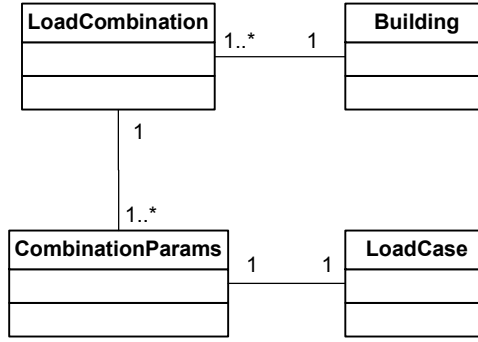 LoadCombination
Building
1..* 1
1
1..*
CombinationParams
LoadCase
1 1